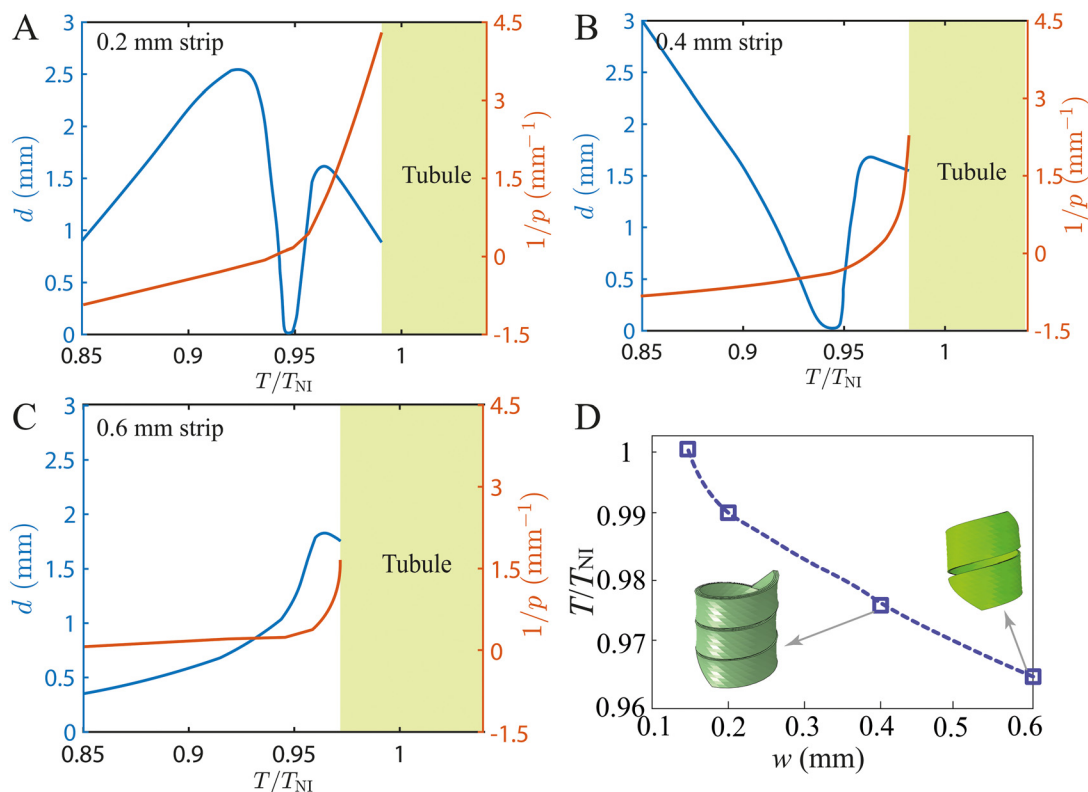 A
0.2 mm strip
3
2.5
2
1.5
1
0.5
0
d (mm)
4.5
3
1.5
0
-1.5
1/p (mm⁻¹)
Tubule
0.85
0.9
0.95
1
T/T_NI
B
0.4 mm strip
3
2.5
2
1.5
1
0.5
0
d (mm)
4.5
3
1.5
0
-1.5
1/p (mm⁻¹)
Tubule
0.85
0.9
0.95
1
T/T_NI
C
0.6 mm strip
3
2.5
2
1.5
1
0.5
0
d (mm)
4.5
3
1.5
0
-1.5
1/p (mm⁻¹)
Tubule
0.85
0.9
0.95
1
T/T_NI
D
1
0.99
0.98
0.97
0.96
T/T_NI
0.1
0.2
0.3
0.4
0.5
0.6
w (mm)